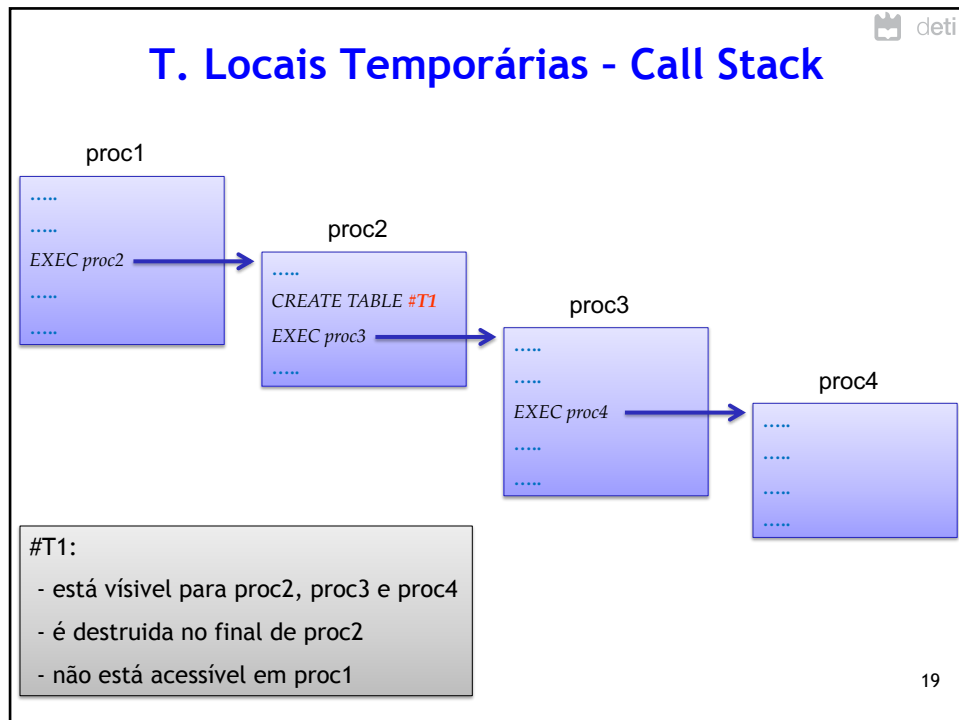 deti
T. Locais Temporárias - Call Stack
proc1
…..
…..
EXEC proc2
…..
…..
proc2
…..
CREATE TABLE #T1
EXEC proc3
…..
proc3
…..
…..
EXEC proc4
…..
…..
proc4
…..
…..
…..
…..
#T1:
- está vísivel para proc2, proc3 e proc4
- é destruida no final de proc2
- não está acessível em proc1
19